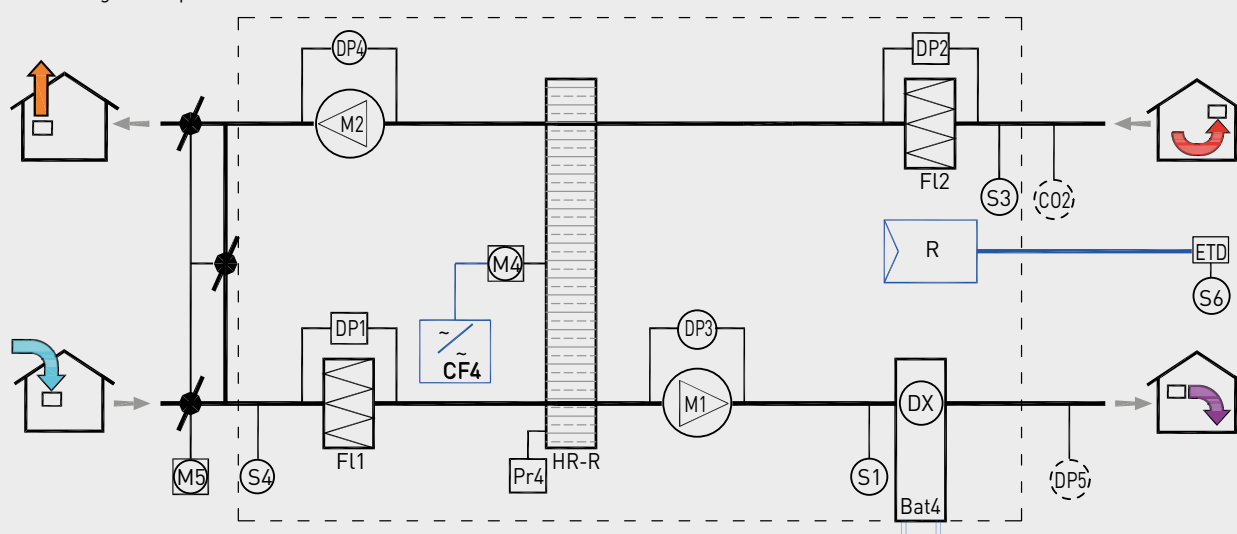 DP4
DP2
M2
Fl2
S3
CO2
R
ETD
S6
M4
~
~
CF4
DP1
DP3
M1
DX
Fl1
HR-R
M5
S4
Pr4
S1
DP5
Bat4